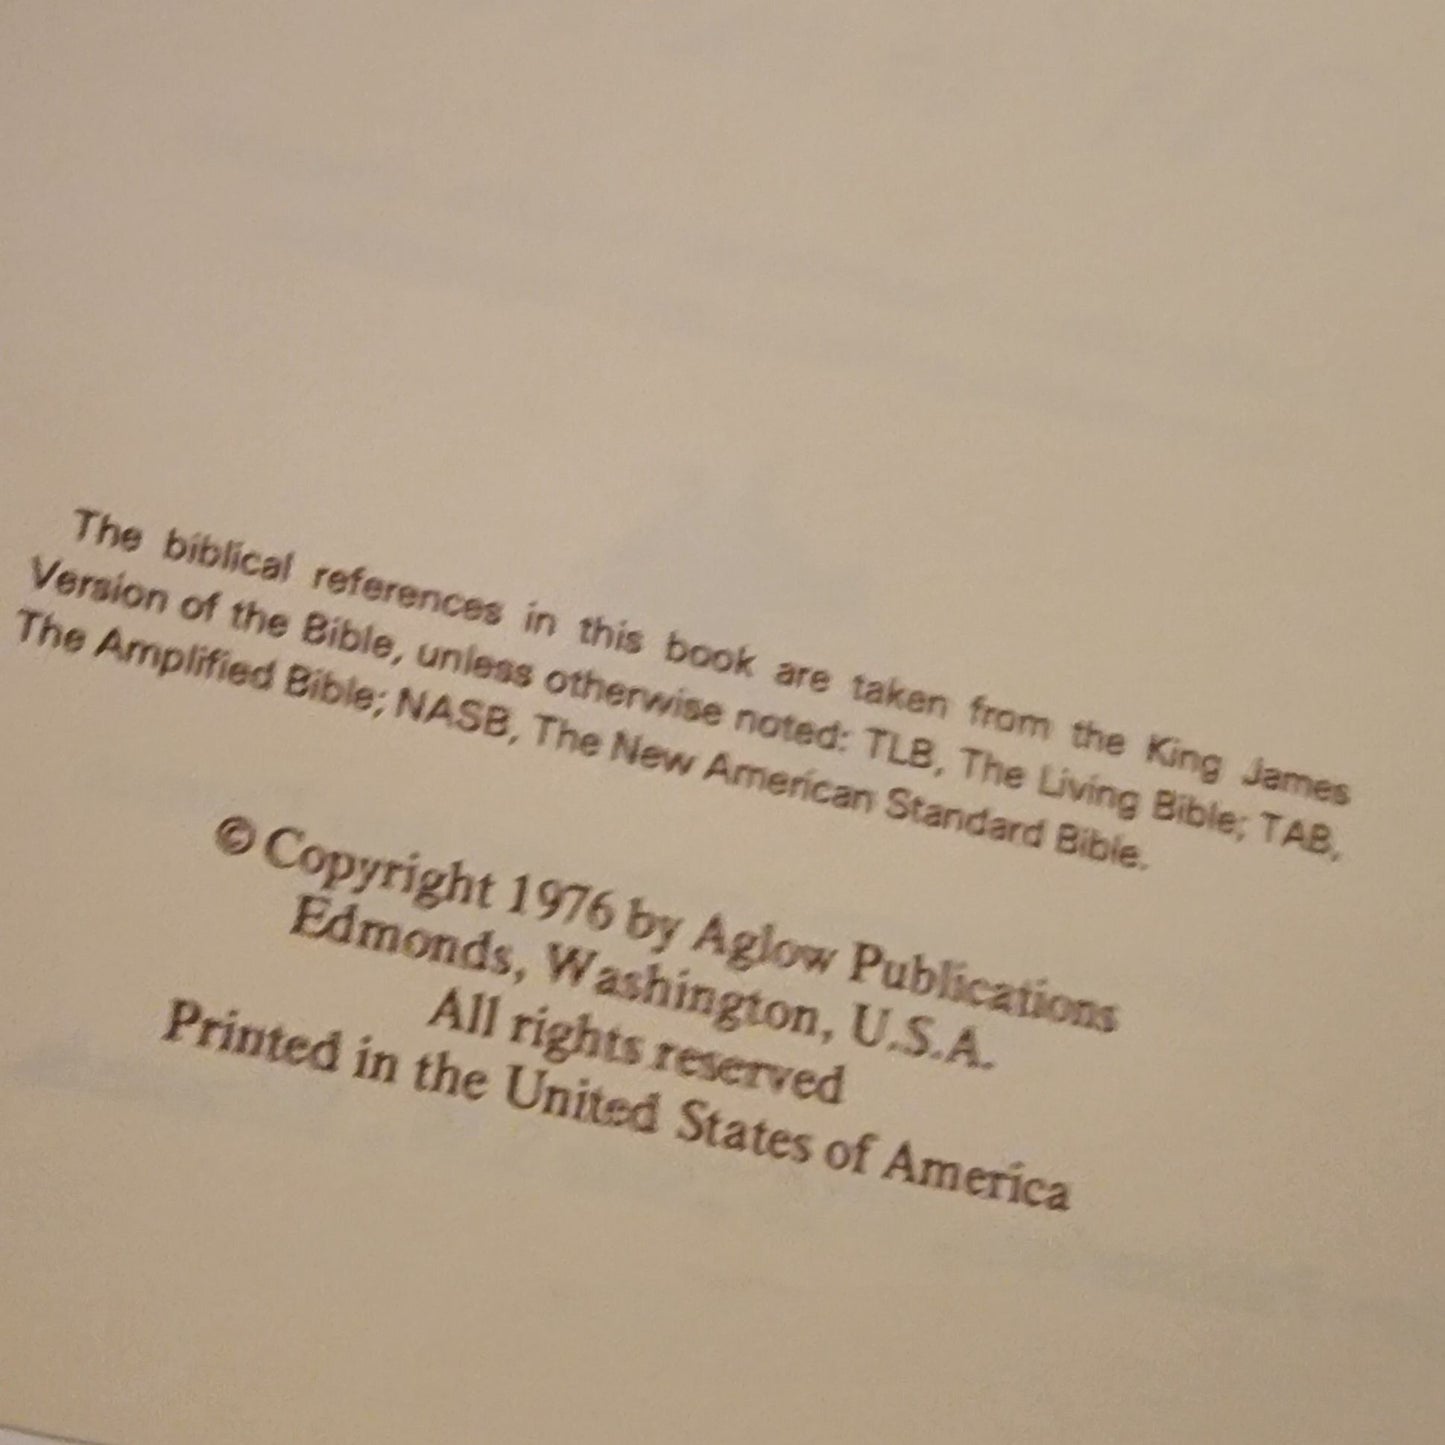 The biblical references in this book are taken from the King James
Version of the Bible, unless otherwise noted: TLB, The Living Bible; TAB,
The Amplified Bible; NASB, The New American Standard Bible.
© Copyright 1976 by Aglow Publications
Edmonds, Washington, U.S.A.
All rights reserved
Printed in the United States of America